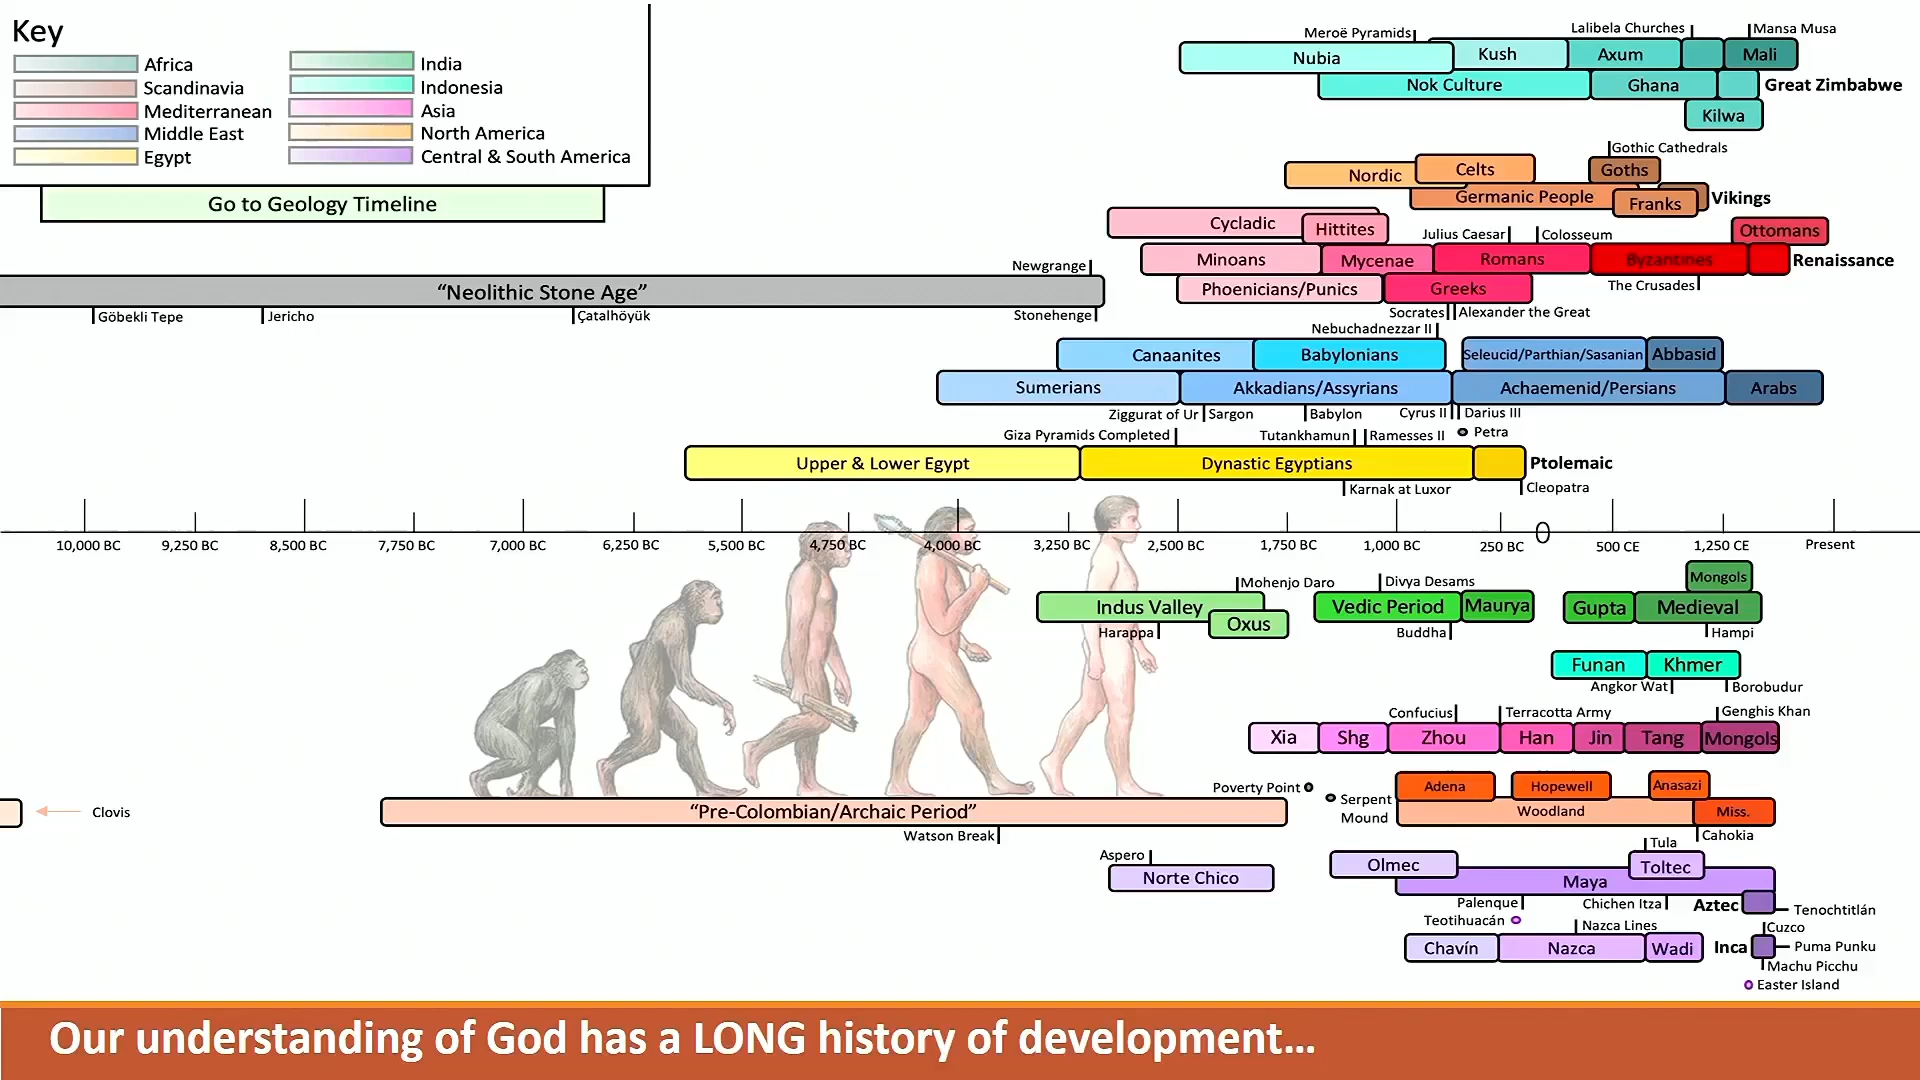 Key
Africa
Scandinavia
Mediterranean
Middle East
Egypt
India
Indonesia
Asia
North America
Central & South America
Go to Geology Timeline
Meroë Pyramids
Lalibela Churches
Mansa Musa
Nubia
Kush
Axum
Mali
Nok Culture
Ghana
Great Zimbabwe
Kilwa
Gothic Cathedrals
Nordic
Celts
Goths
Germanic People
Franks
Vikings
Cycladic
Hittites
Julius Caesar
Colosseum
Ottomans
Minoans
Mycenae
Romans
Byzantines
Renaissance
Newgrange
The Crusades
“Neolithic Stone Age”
Phoenicians/Punics
Greeks
Göbekli Tepe
Jericho
Çatalhöyük
Stonehenge
Socrates
Alexander the Great
Nebuchadnezzar II
Canaanites
Babylonians
Seleucid/Parthian/Sasanian
Abbasid
Sumerians
Akkadians/Assyrians
Achaemenid/Persians
Arabs
Ziggurat of Ur
Sargon
Babylon
Cyrus II
Darius III
Giza Pyramids Completed
Tutankhamun
Ramesses II
Petra
Upper & Lower Egypt
Dynastic Egyptians
Ptolemaic
Karnak at Luxor
Cleopatra
10,000 BC
9,250 BC
8,500 BC
7,750 BC
7,000 BC
6,250 BC
5,500 BC
4,750 BC
4,000 BC
3,250 BC
2,500 BC
1,750 BC
1,000 BC
250 BC
0
500 CE
1,250 CE
Present
Mohenjo Daro
Divya Desams
Mongols
Indus Valley
Oxus
Vedic Period
Maurya
Gupta
Medieval
Harappa
Buddha
Hampi
Funan
Khmer
Angkor Wat
Borobudur
Confucius
Terracotta Army
Genghis Khan
Xia
Shg
Zhou
Han
Jin
Tang
Mongols
Poverty Point
Serpent
Mound
Adena
Hopewell
Anasazi
Clovis
“Pre-Colombian/Archaic Period”
Woodland
Miss.
Watson Break
Cahokia
Tula
Aspero
Norte Chico
Olmec
Toltec
Maya
Palenque
Chichen Itza
Aztec
Tenochtitlán
Teotihuacán
Nazca Lines
Cuzco
Chavín
Nazca
Wadi
Inca
Puma Punku
Machu Picchu
Easter Island
Our understanding of God has a LONG history of development...